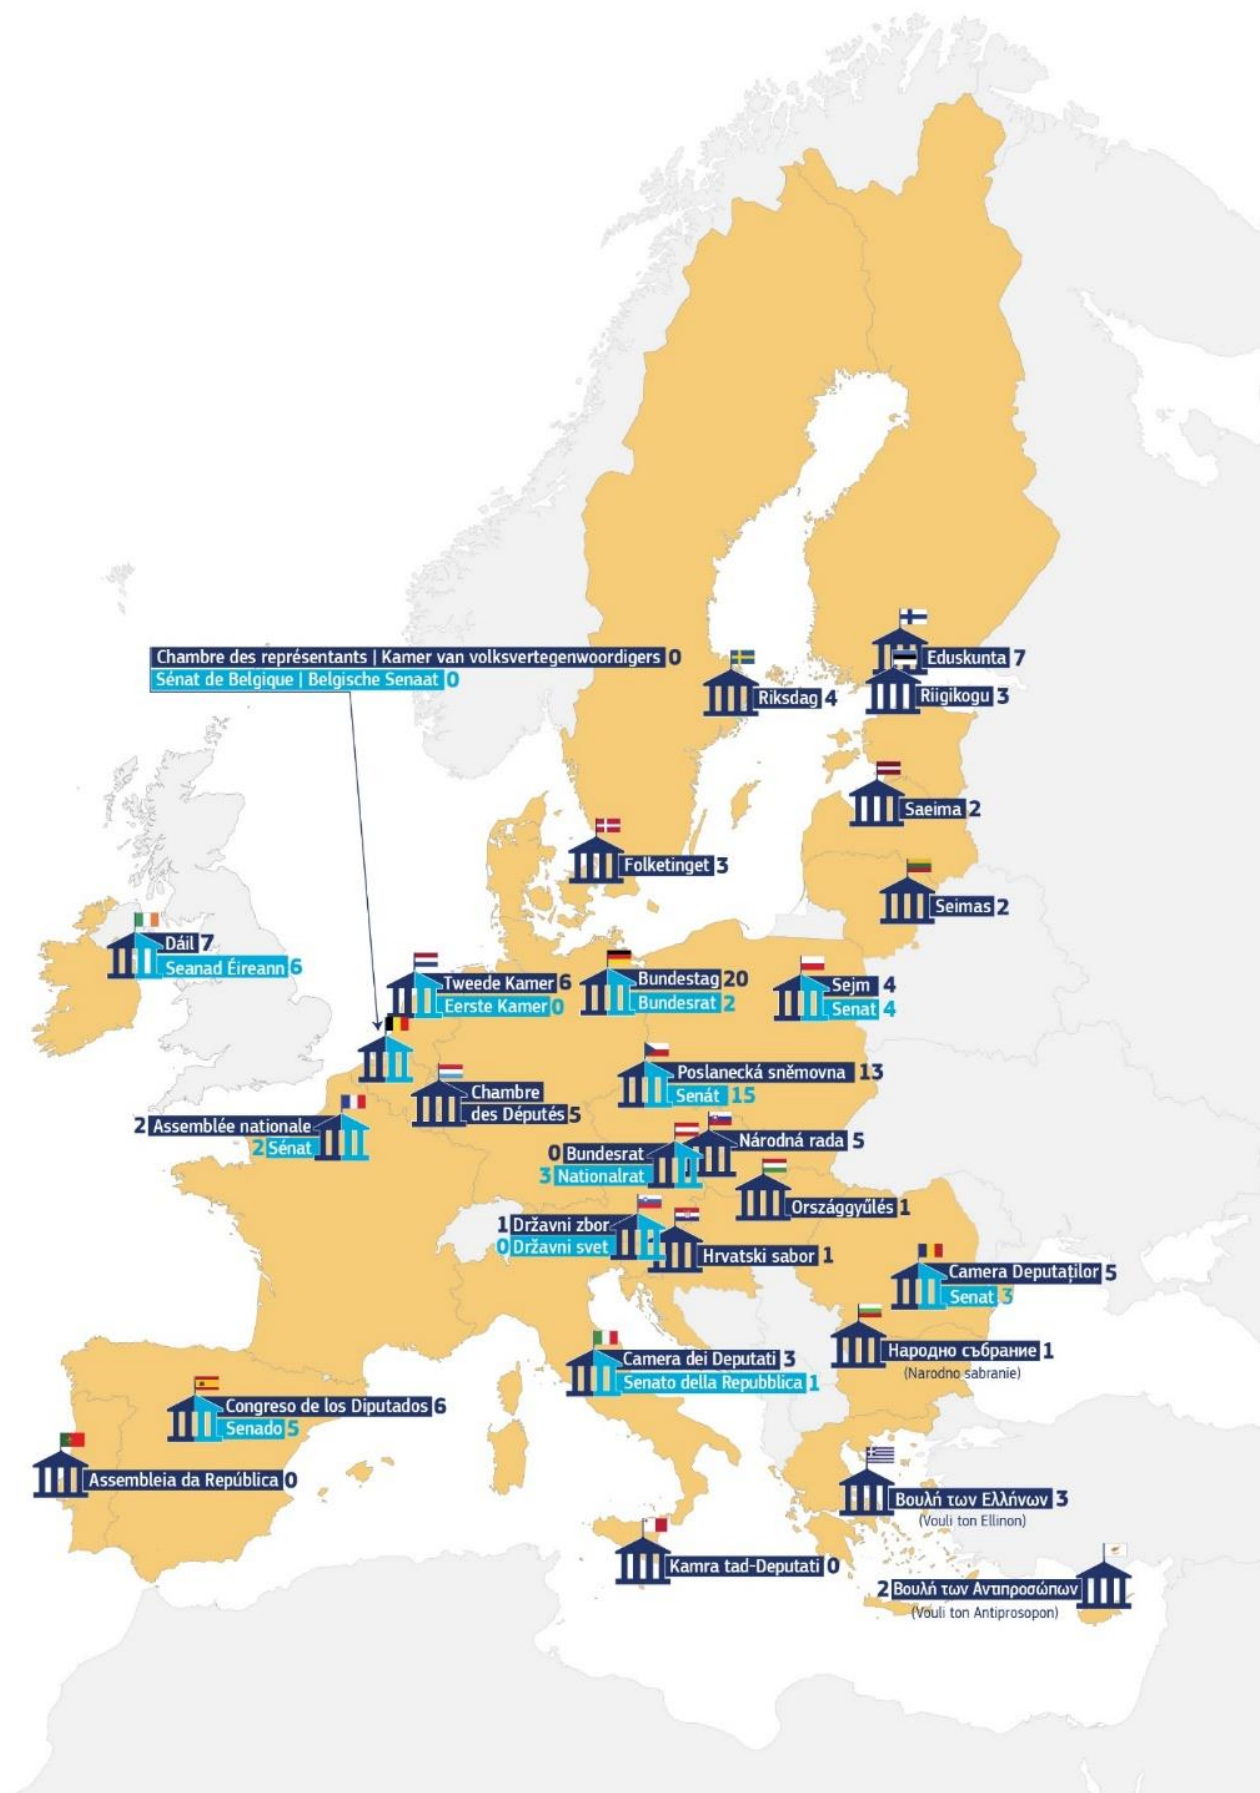 Chambre des représentants | Kamer van volksvertegenwoordigers 0
Sénat de Belgique | Belgische Senaat 0
Eduskunta 7
Riksdag 4
Riigikogu 3
Saeima 2
Folketinget 3
Seimas 2
Dáil 7
Seanad Éireann 6
Tweede Kamer 6
Eerste Kamer 0
Bundestag 20
Bundesrat 2
Sejm 4
Senat 4
Poslanecká sněmovna 13
Senát 15
Chambre
des Députés 5
2 Assemblée nationale
2 Sénat
Národná rada 5
0 Bundesrat
3 Nationalrat
Országgyűlés 1
1 Državni zbor
0 Državni svet
Hrvatski sabor 1
Camera Deputaților 5
Senat 3
Народно събрание 1
(Narodno sabranie)
Camera dei Deputati 3
Senato della Repubblica 1
Congreso de los Diputados 6
Senado 5
Assembleia da República 0
Βουλή των Ελλήνων 3
(Vouli ton Ellinon)
Kamra tad-Deputati 0
2 Βουλή των Αντιπροσώπων
(Vouli ton Antiprosopon)